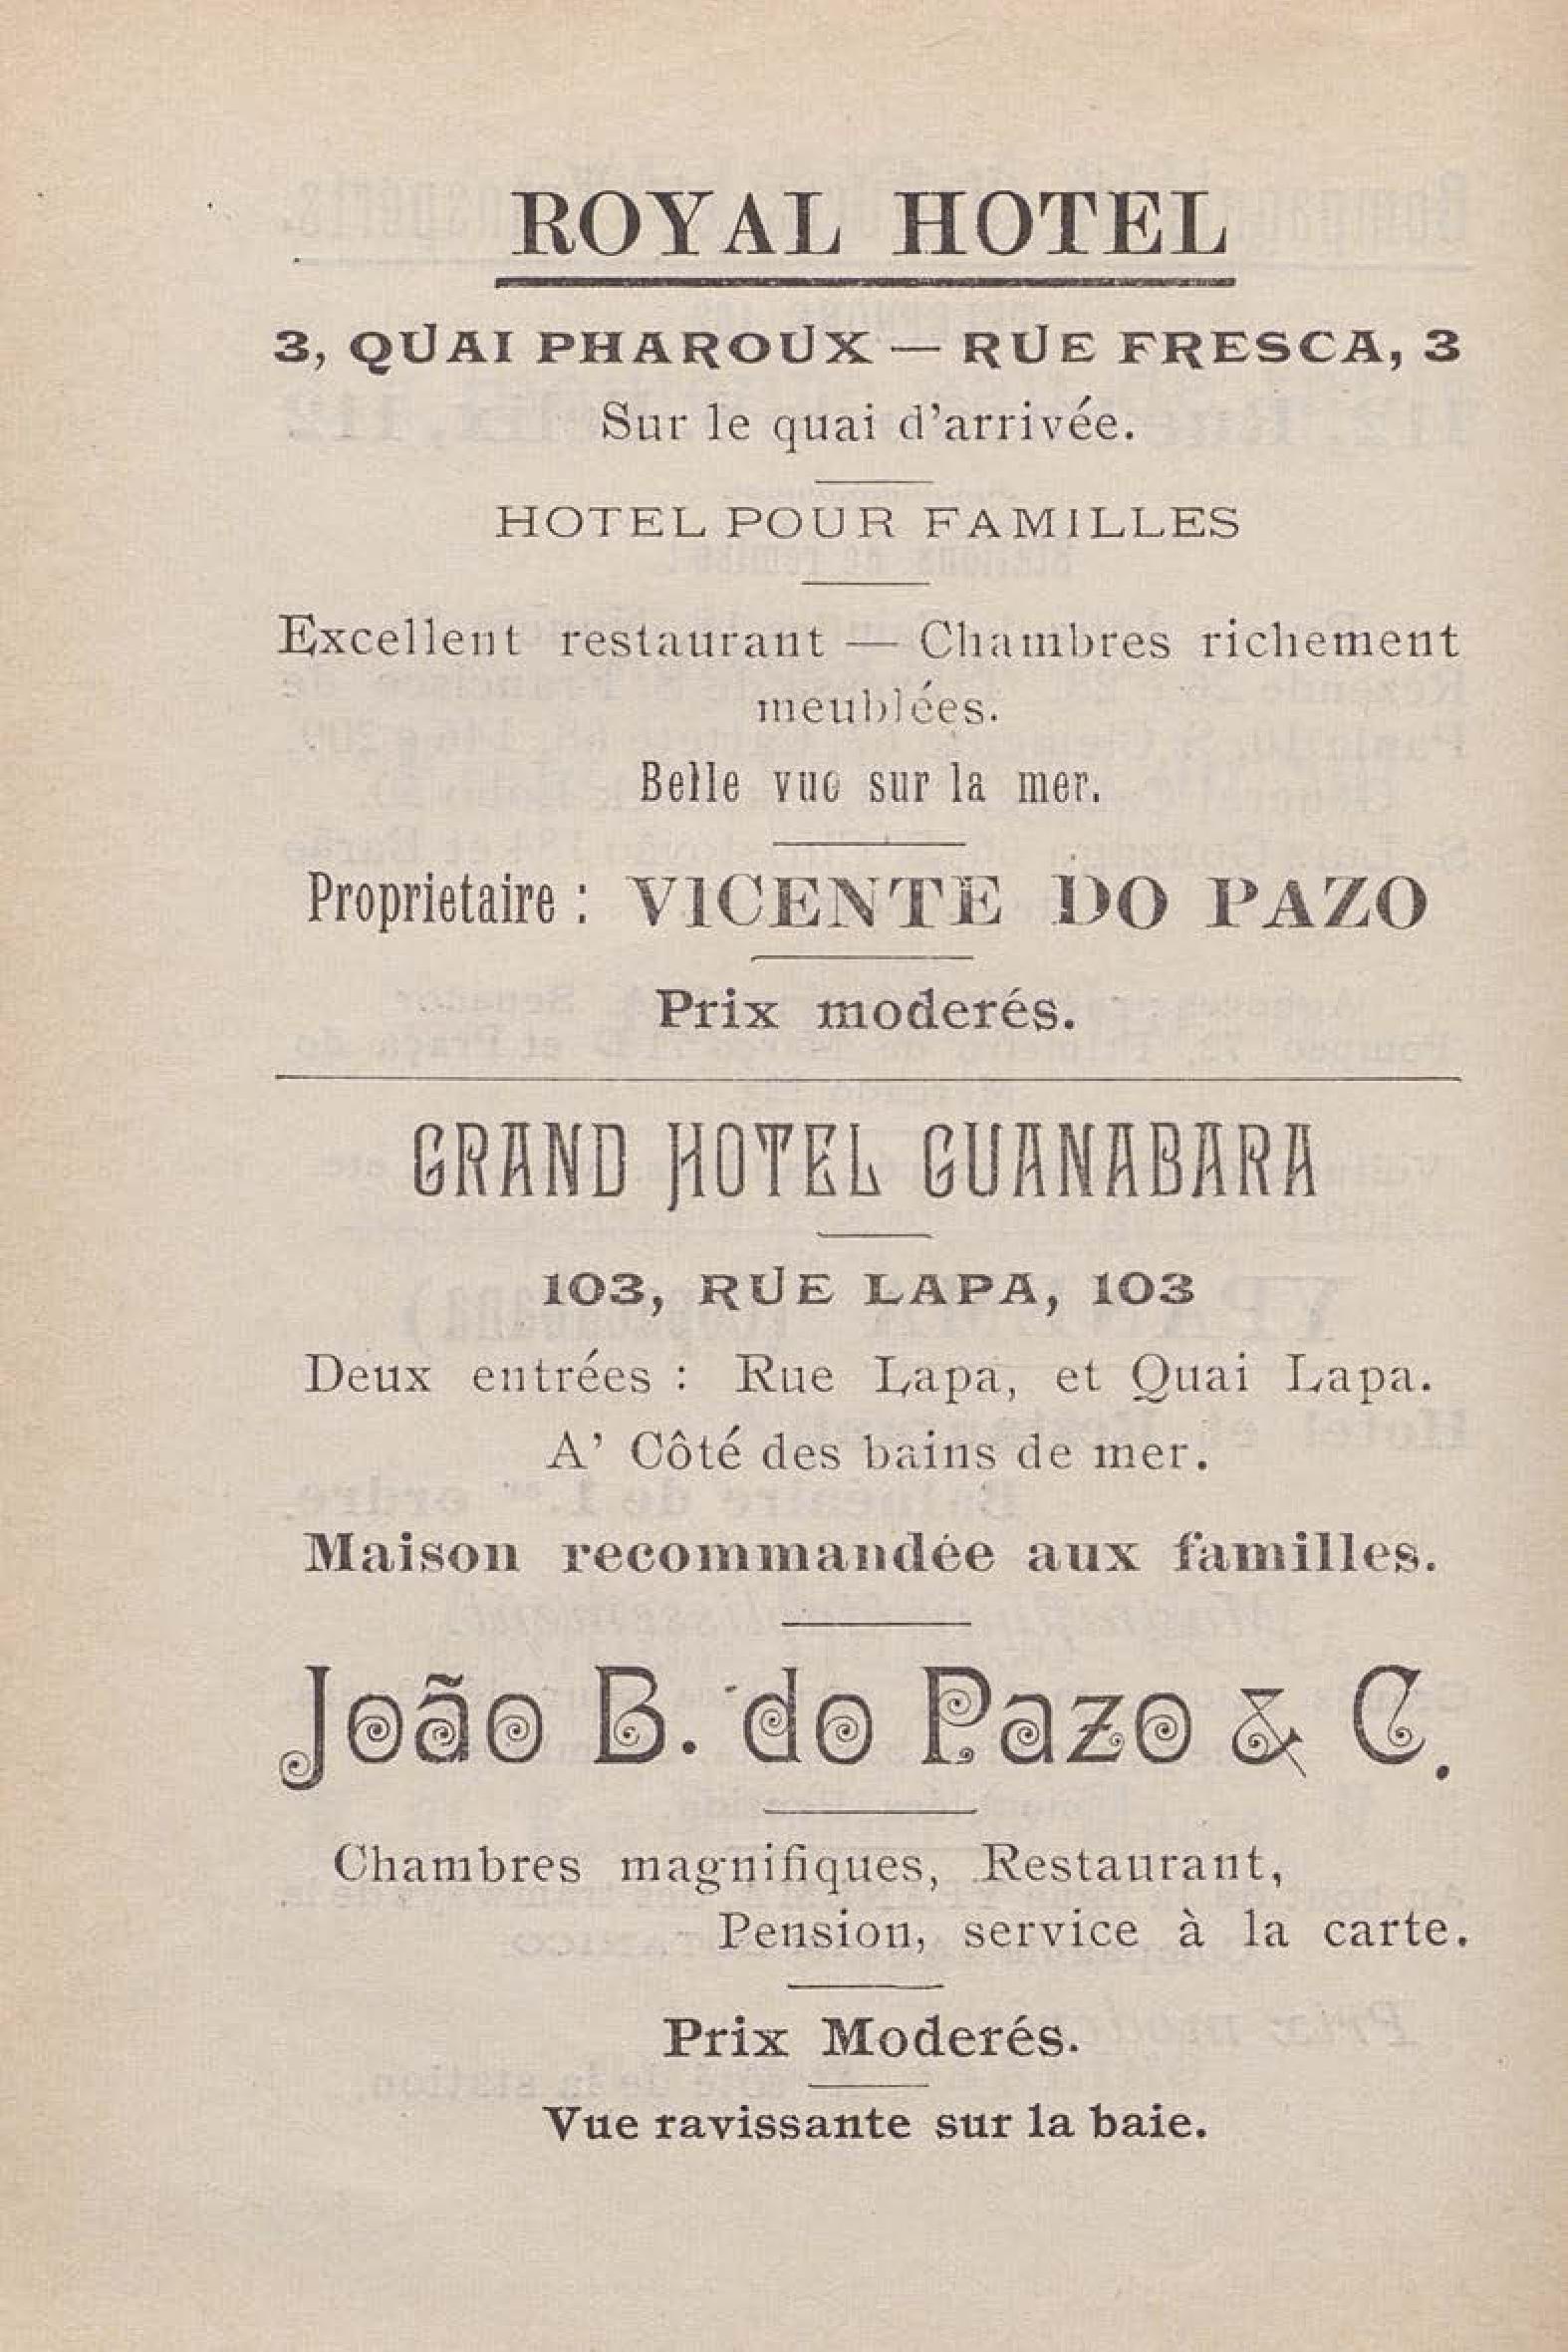 ROYAL HOTEL
3, QUAI PHAROUX — RUE FRESCA, 3
Sur le quai d'arrivée.
HOTEL POUR FAMILLES
Excellent restaurant — Chambres richement
meublées.
Belle vue sur la mer.
Proprietaire : VICENTE DO PAZO
Prix moderés.
GRAND HOTEL GUANABARA
103, RUE LAPA, 103
Deux entrées : Rue Lapa, et Quai Lapa.
A' Côté des bains de mer.
Maison recommandée aux familles.
João B. do Pazo & C.
Chambres magnifiques, Restaurant,
Pension, service à la carte.
Prix Moderés.
Vue ravissante sur la baie.